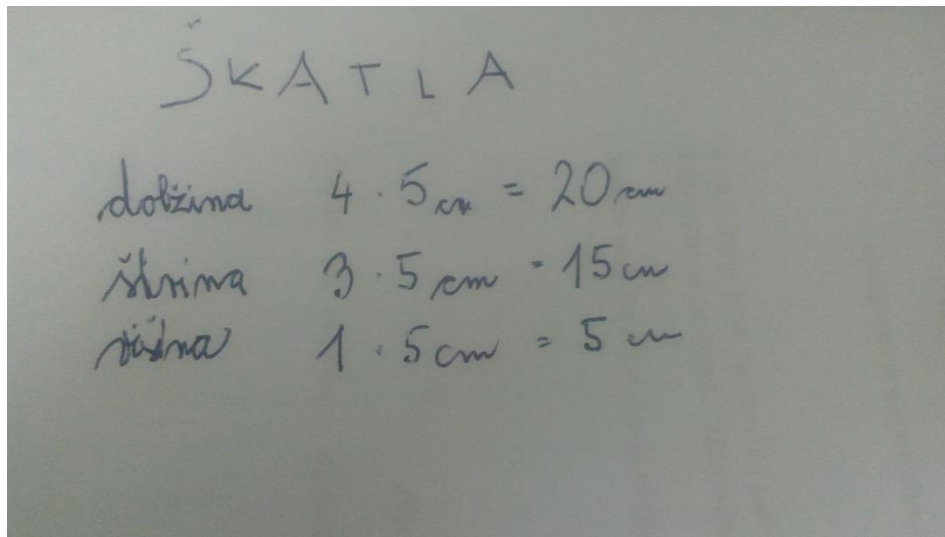 ŠKATLA
dolžina 4 · 5 cm = 20 cm
širina 3 · 5 cm = 15 cm
višina 1 · 5 cm = 5 cm